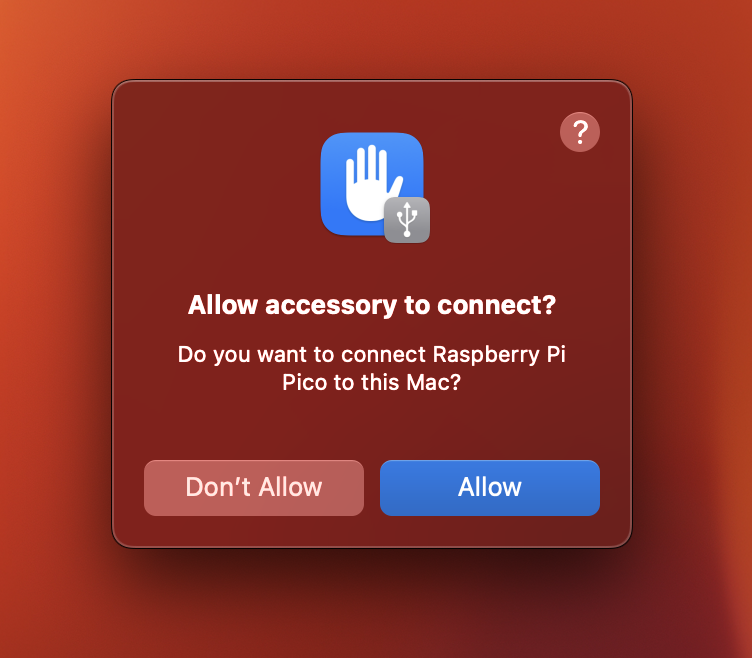 ?
Allow accessory to connect?
Do you want to connect Raspberry Pi
Pico to this Mac?
Don’t Allow
Allow